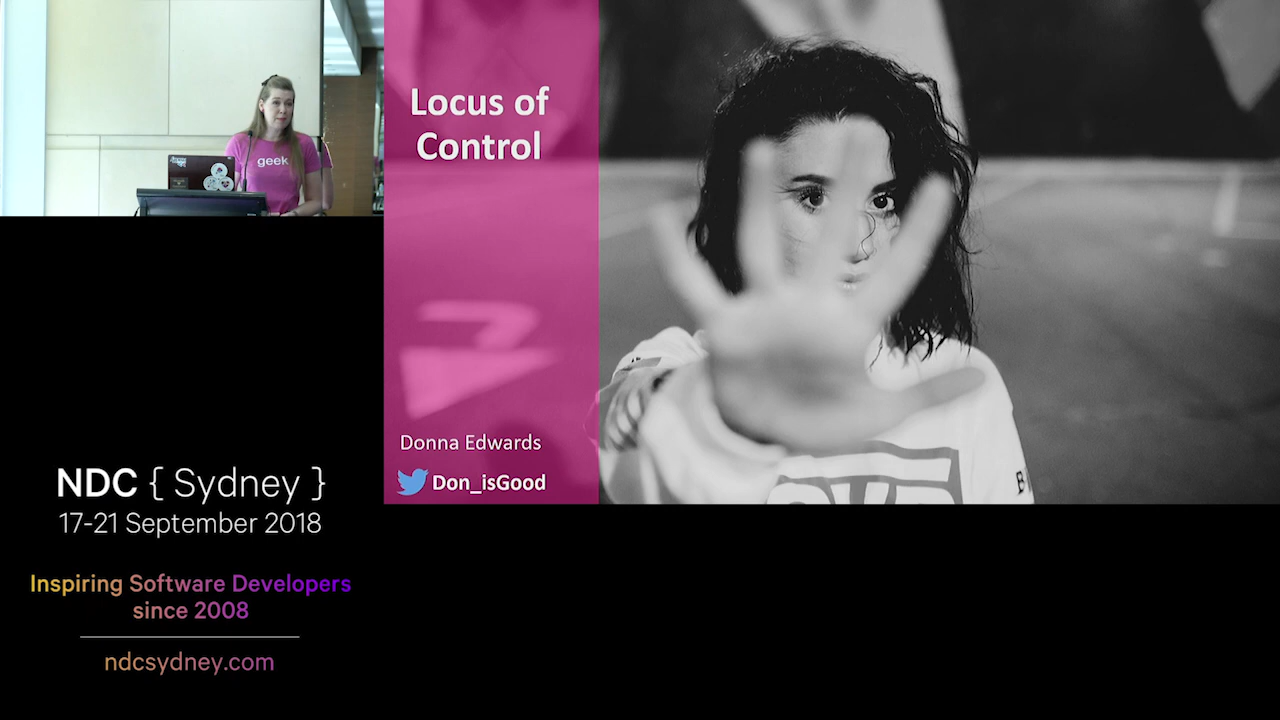 geek
Locus of
Control
Donna Edwards
Don_isGood
NDC { Sydney }
17-21 September 2018
Inspiring Software Developers
since 2008
ndcsydney.com